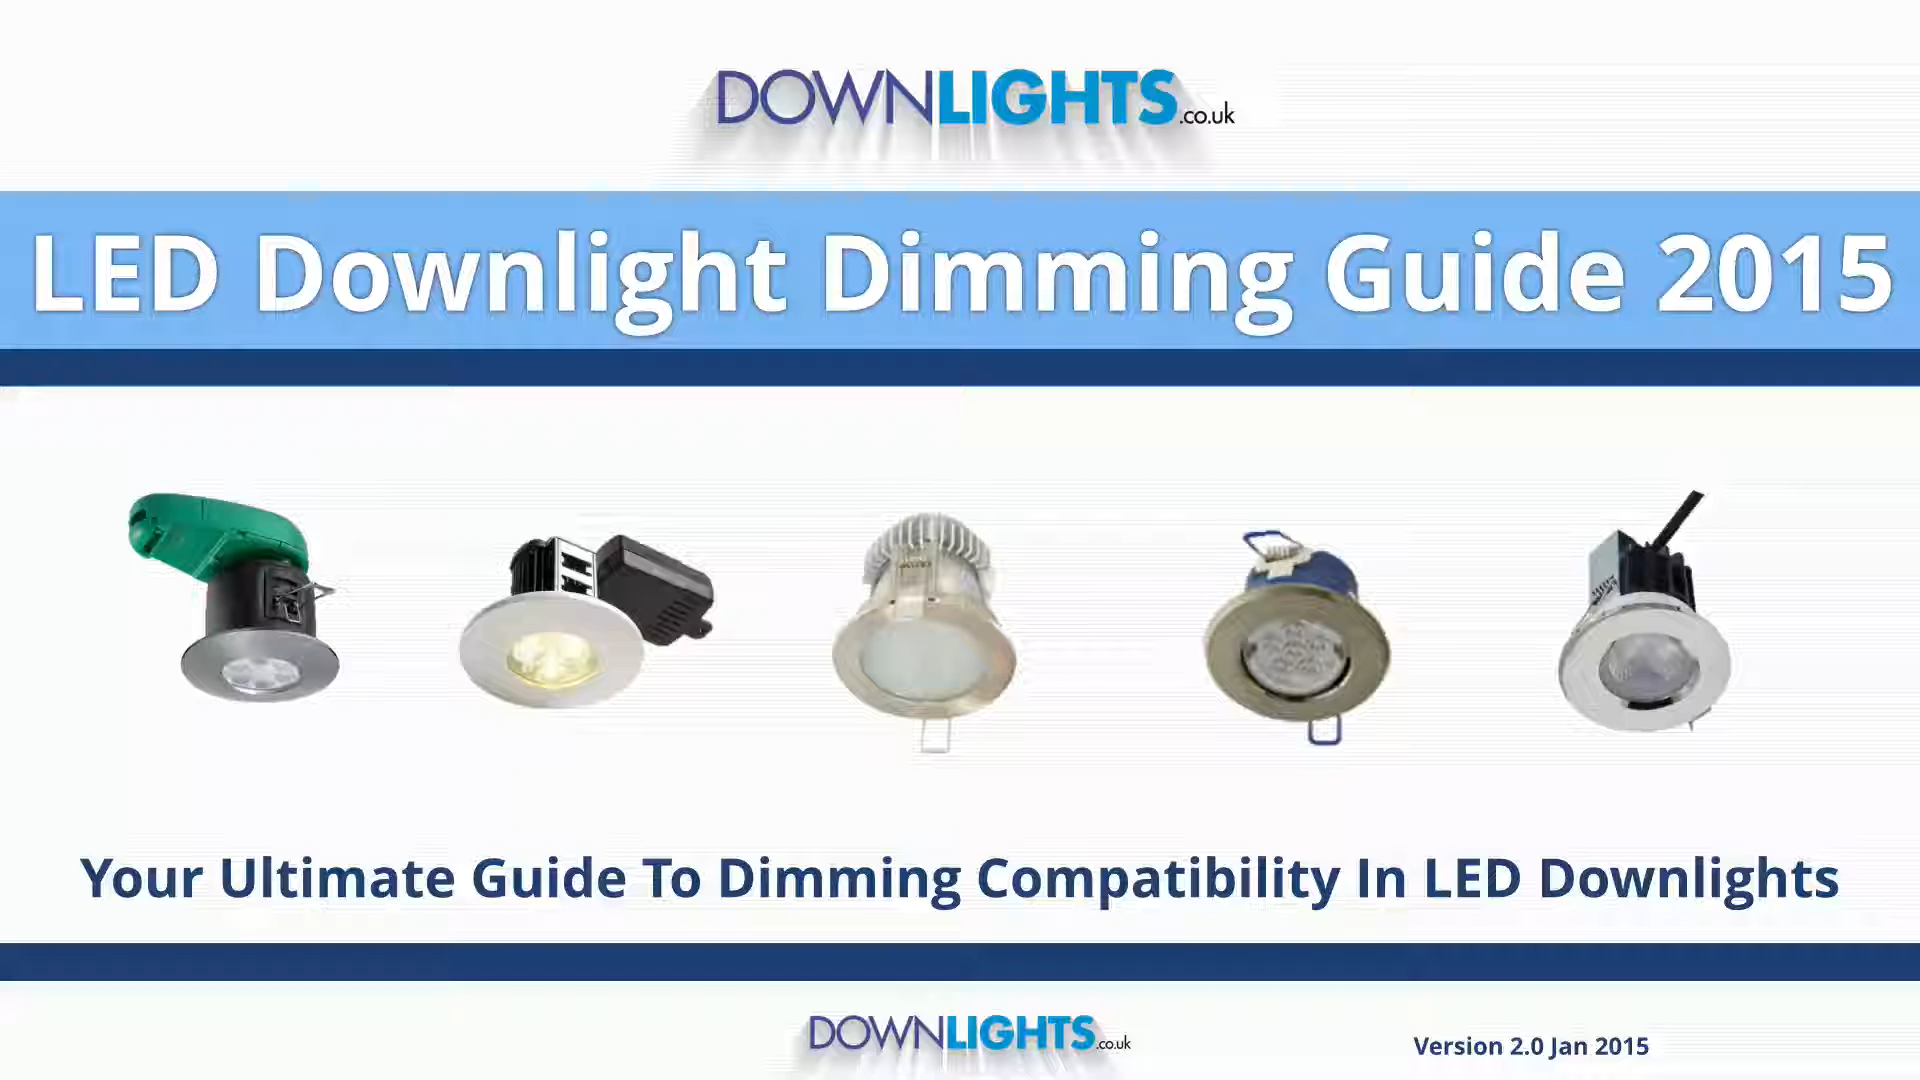 DOWNLIGHTS.co.uk
LED Downlight Dimming Guide 2015
Your Ultimate Guide To Dimming Compatibility In LED Downlights
DOWNLIGHTS.co.uk
Version 2.0 Jan 2015